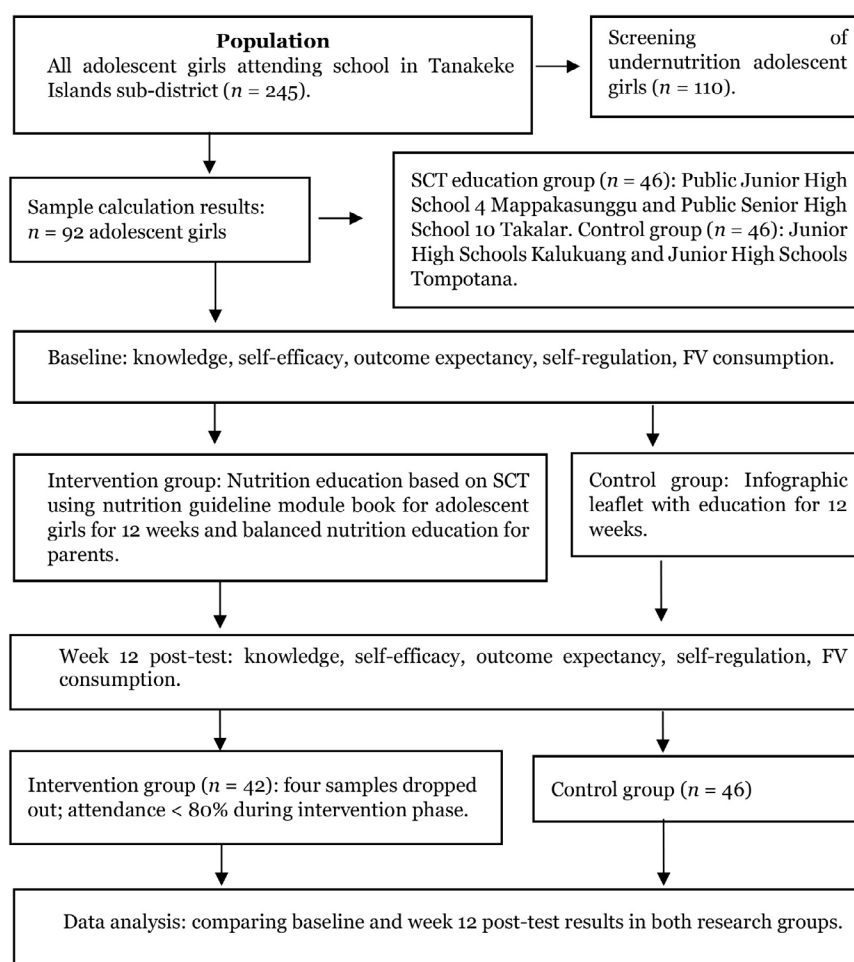 Population
All adolescent girls attending school in Tanakeke
Islands sub-district (n = 245).
Screening of
undernutrition adolescent
girls (n = 110).
Sample calculation results:
n = 92 adolescent girls
SCT education group (n = 46): Public Junior High
School 4 Mappakasunggu and Public Senior High
School 10 Takalar. Control group (n = 46): Junior
High Schools Kalukuang and Junior High Schools
Tompotana.
Baseline: knowledge, self-efficacy, outcome expectancy, self-regulation, FV consumption.
Intervention group: Nutrition education based on SCT
using nutrition guideline module book for adolescent
girls for 12 weeks and balanced nutrition education for
parents.
Control group: Infographic
leaflet with education for 12
weeks.
Week 12 post-test: knowledge, self-efficacy, outcome expectancy, self-regulation, FV
consumption.
Intervention group (n = 42): four samples dropped
out; attendance < 80% during intervention phase.
Control group (n = 46)
Data analysis: comparing baseline and week 12 post-test results in both research groups.